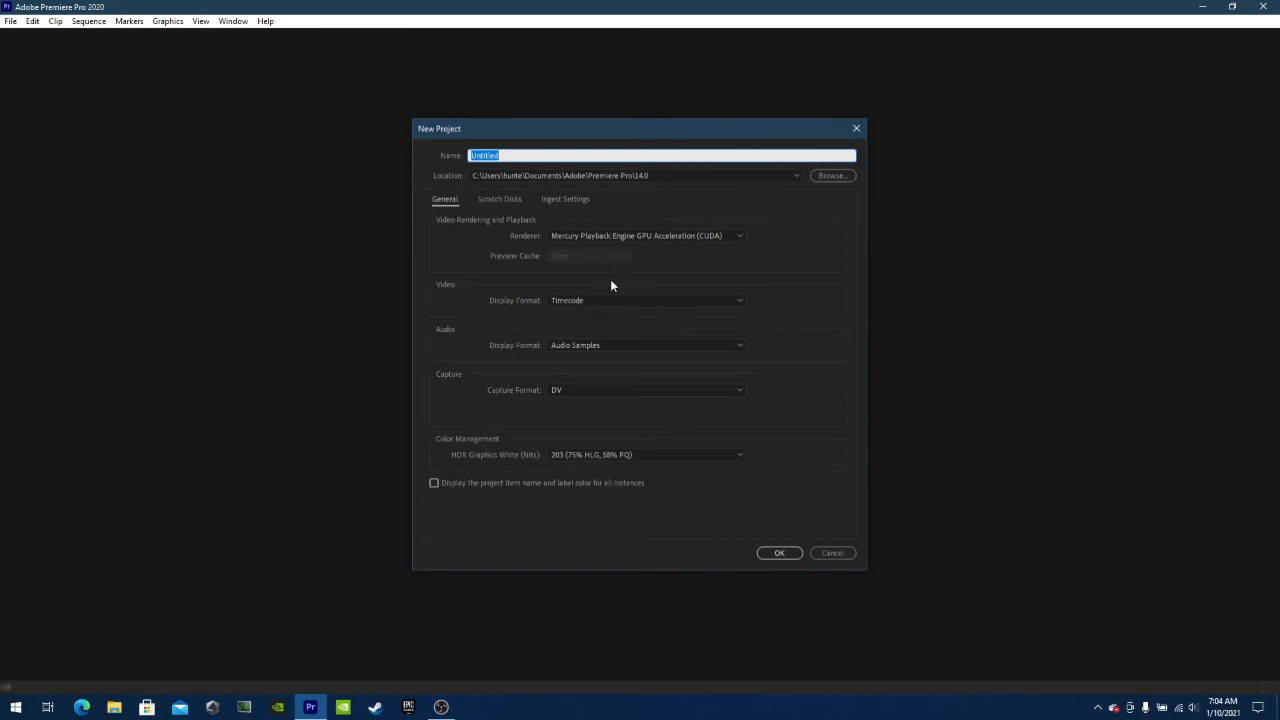 Adobe Premiere Pro 2020
File Edit Clip Sequence Markers Graphics View Window Help
New Project
Name: Untitled
Location: C:\Users\hunte\Documents\Adobe\Premiere Pro\14.0 Browse...
General Scratch Disks Ingest Settings
Video Rendering and Playback
Renderer: Mercury Playback Engine GPU Acceleration (CUDA)
Preview Cache: None
Video
Display Format: Timecode
Audio
Display Format: Audio Samples
Capture
Capture Format: DV
Color Management
HDR Graphics White (Nits): 203 (75% HLG, 58% PQ)
Display the project item name and label color for all instances
OK Cancel
7:04 AM
1/10/2021